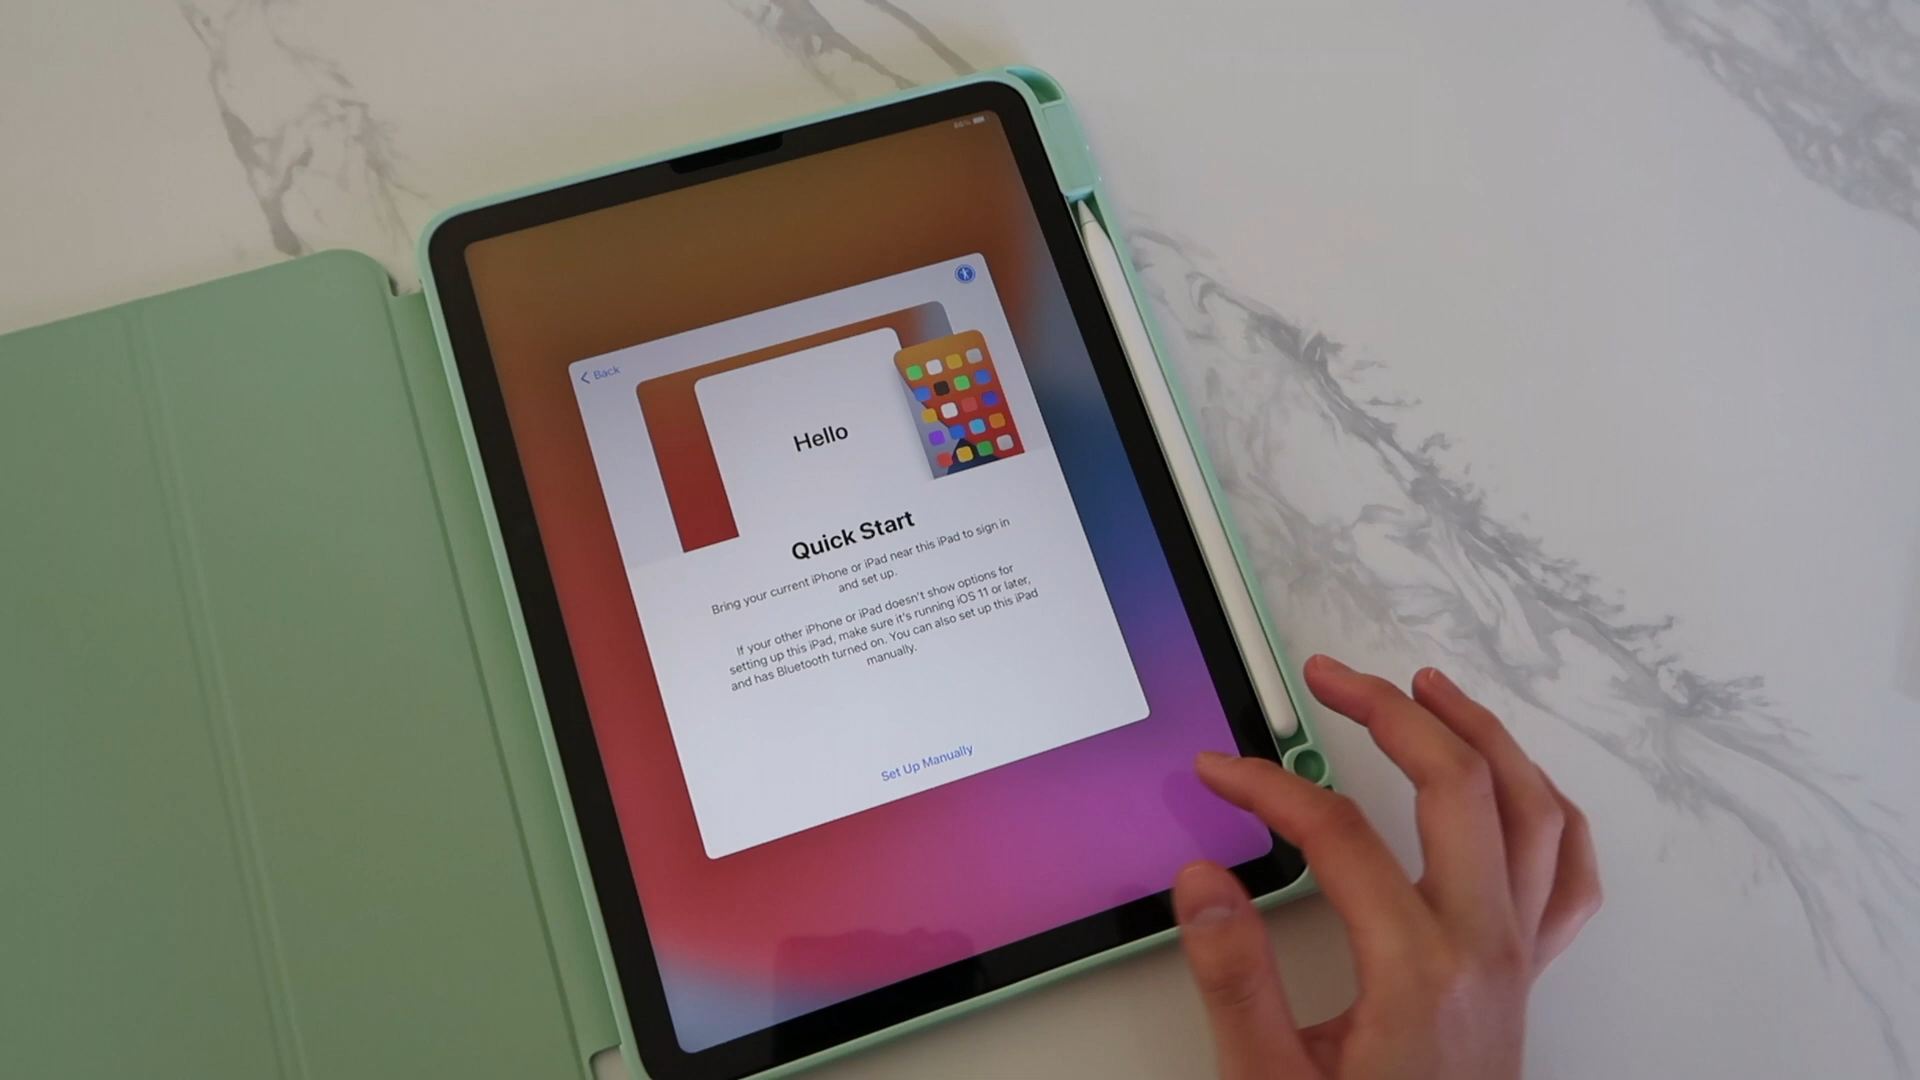 Back
Hello
Quick Start
Bring your current iPhone or iPad near this iPad to sign in
and set up.
If your other iPhone or iPad doesn't show options for
setting up this iPad, make sure it's running iOS 11 or later,
and has Bluetooth turned on. You can also set up this iPad
manually.
Set Up Manually